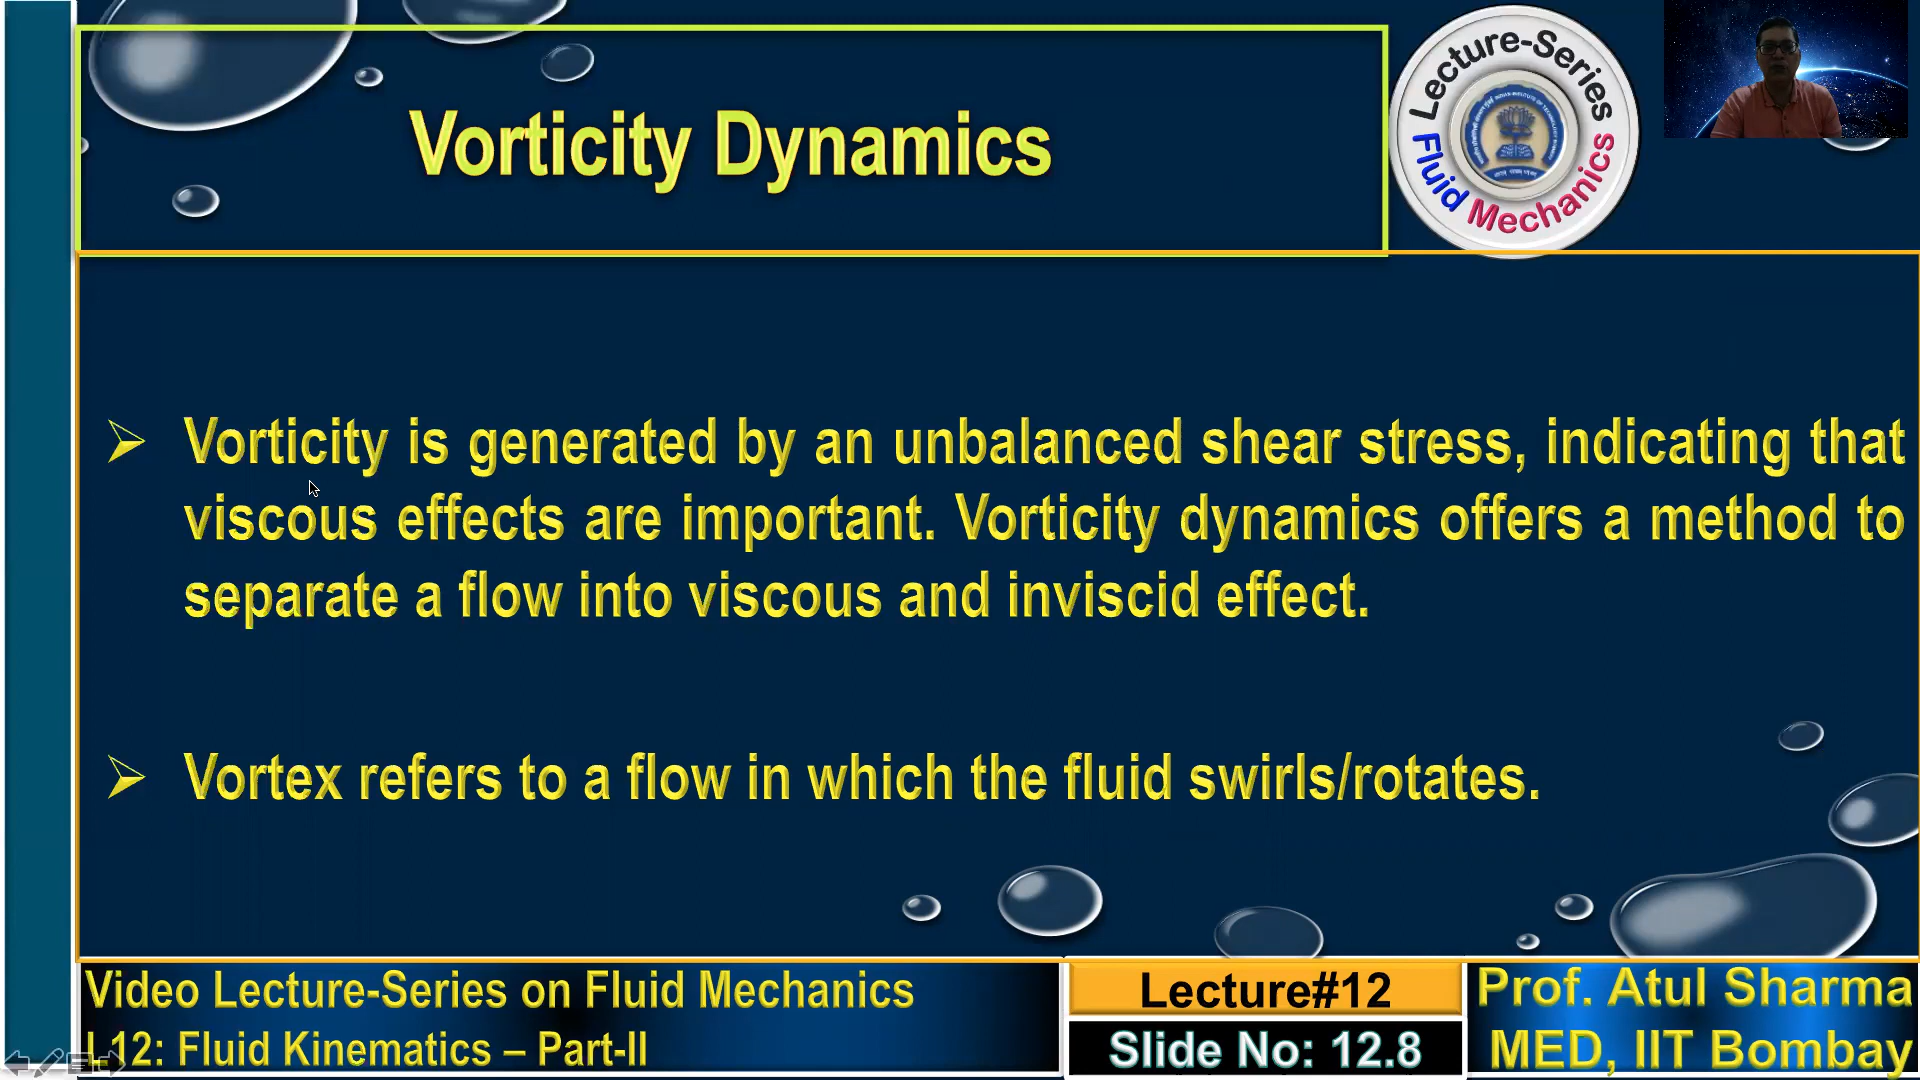 Vorticity Dynamics
Lecture-Series
Fluid Mechanics
Vorticity is generated by an unbalanced shear stress, indicating that
viscous effects are important. Vorticity dynamics offers a method to
separate a flow into viscous and inviscid effect.
Vortex refers to a flow in which the fluid swirls/rotates.
Video Lecture-Series on Fluid Mechanics
L12: Fluid Kinematics – Part-II
Lecture#12
Slide No: 12.8
Prof. Atul Sharma
MED, IIT Bombay